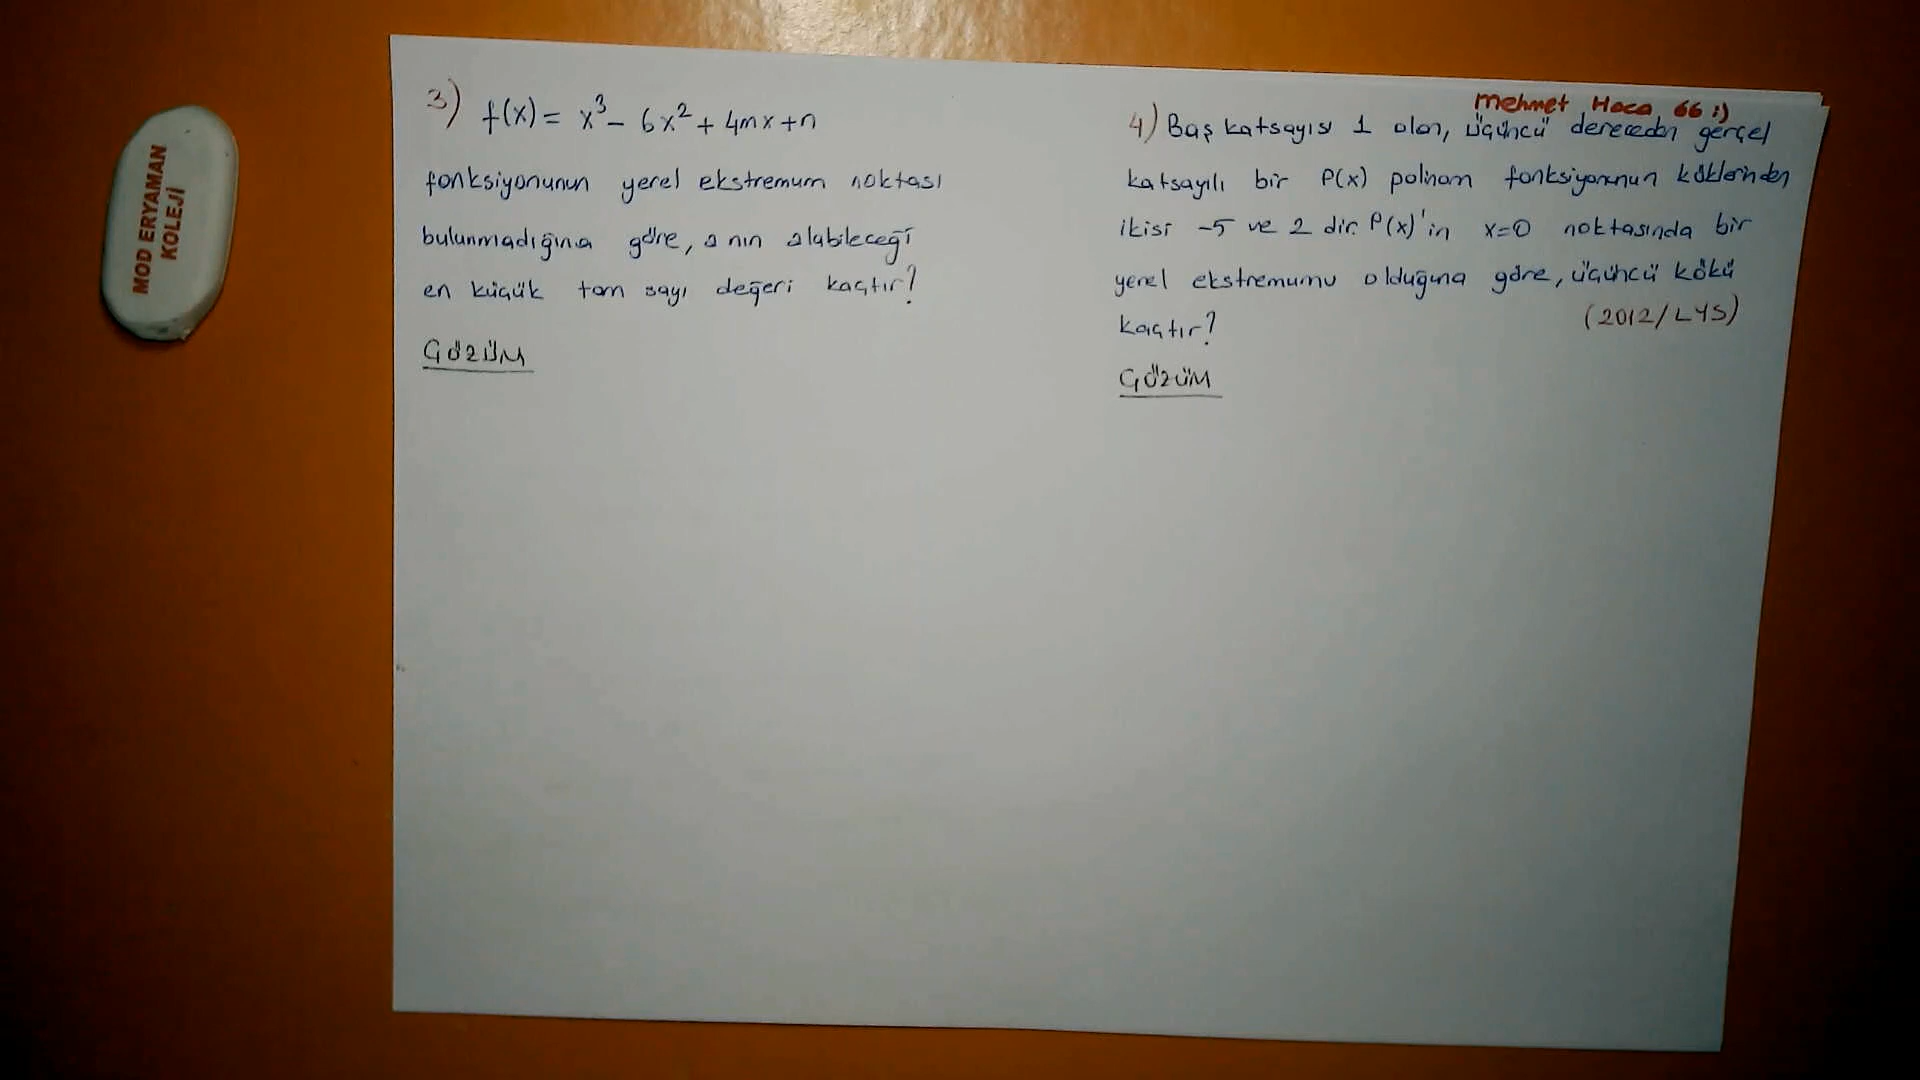 MOD ERYAMAN
KOLEJİ
3) f(x) = x³ - 6x² + 4mx + n
fonksiyonunun yerel ekstremum noktası
bulunmadığına göre, a nın alabileceği
en küçük tam sayı değeri kaçtır?
ÇÖZÜM
Mehmet Hoca 66 :)
4) Baş katsayısı 1 olan, üçüncü dereceden gerçel
katsayılı bir P(x) polinom fonksiyonunun köklerinden
ikisi -5 ve 2 dir. P(x)'in x=0 noktasında bir
yerel ekstremumu olduğuna göre, üçüncü kökü
kaçtır?
(2012/LYS)
ÇÖZÜM